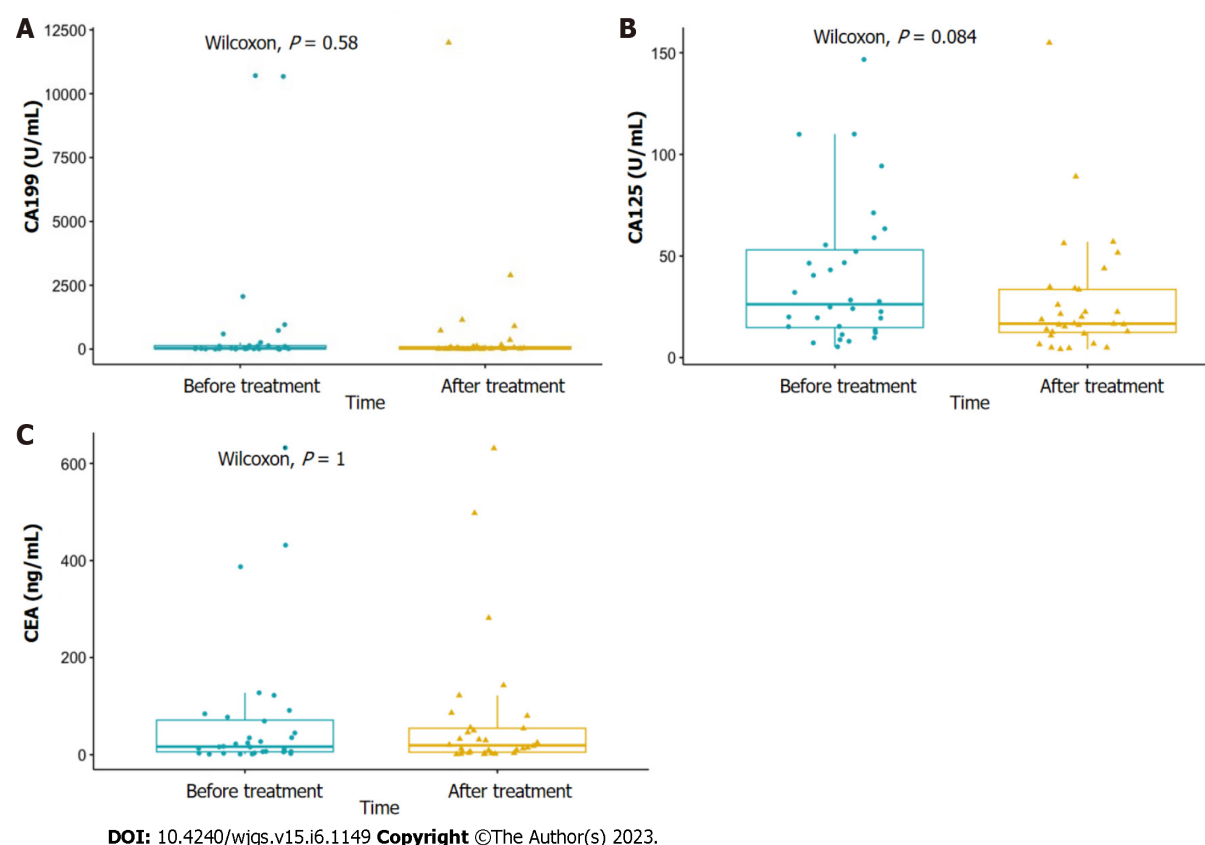 A
Wilcoxon, P = 0.58
CA199 (U/mL)
12500
10000
7500
5000
2500
0
Before treatment
After treatment
Time
B
Wilcoxon, P = 0.084
CA125 (U/mL)
150
100
50
0
Before treatment
After treatment
Time
C
Wilcoxon, P = 1
CEA (ng/mL)
600
400
200
0
Before treatment
After treatment
Time
DOI: 10.4240/wjgs.v15.i6.1149 Copyright ©The Author(s) 2023.